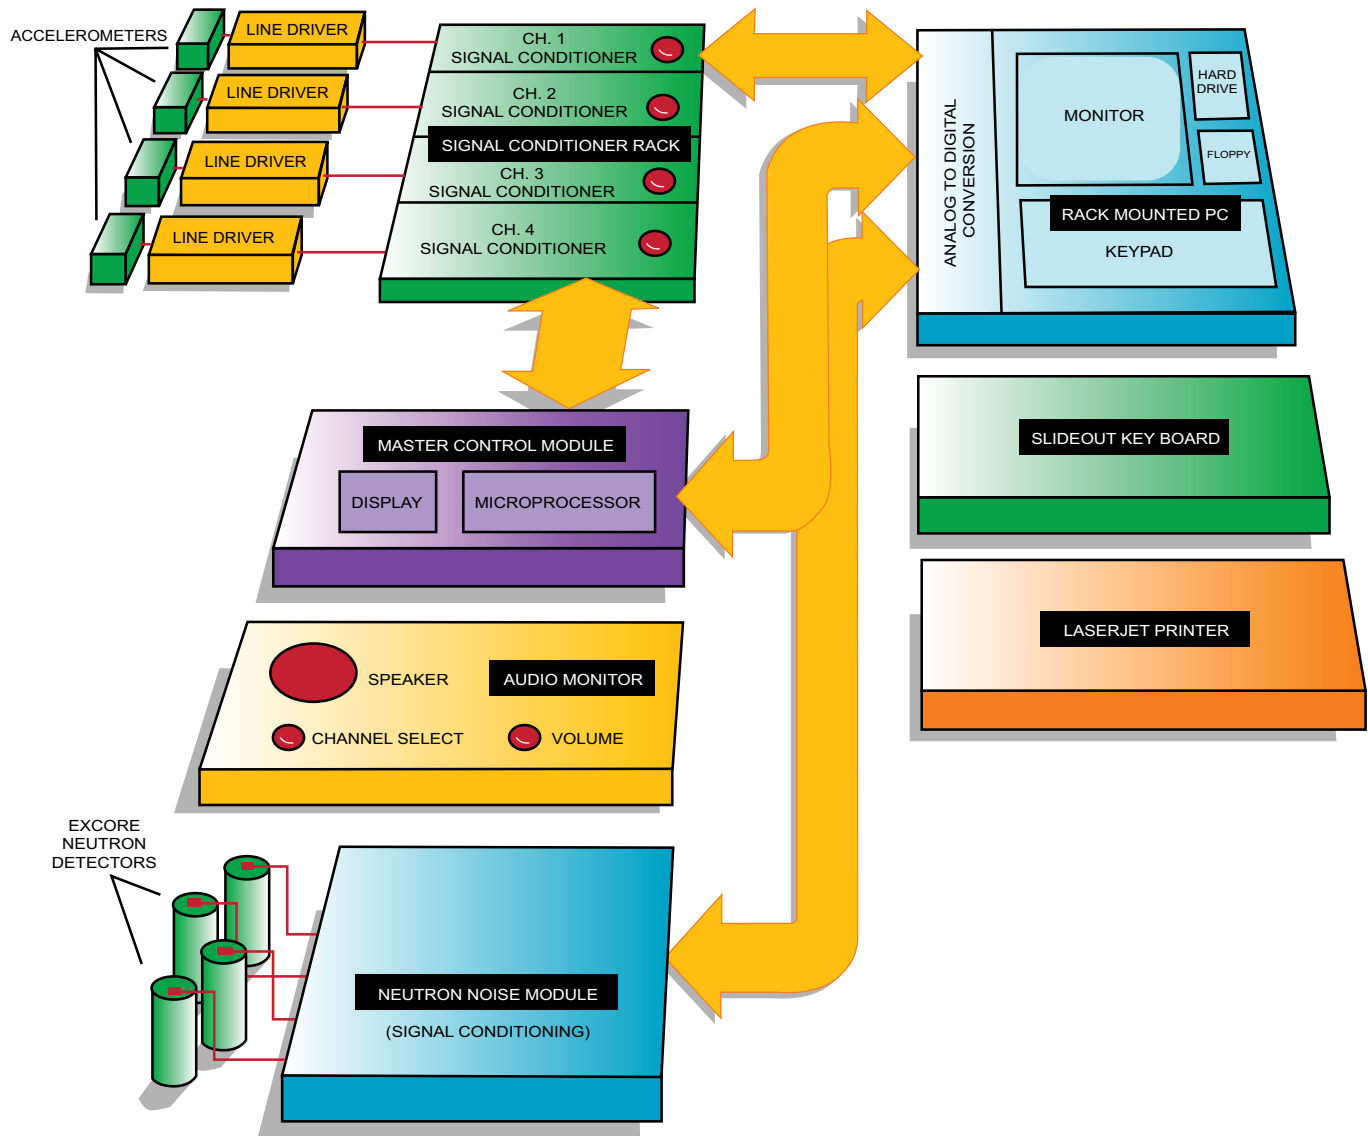 ACCELEROMETERS
LINE DRIVER
LINE DRIVER
LINE DRIVER
LINE DRIVER
CH. 1
SIGNAL CONDITIONER
CH. 2
SIGNAL CONDITIONER
SIGNAL CONDITIONER RACK
CH. 3
SIGNAL CONDITIONER
CH. 4
SIGNAL CONDITIONER
ANALOG TO DIGITAL
CONVERSION
MONITOR
HARD
DRIVE
FLOPPY
RACK MOUNTED PC
KEYPAD
MASTER CONTROL MODULE
DISPLAY
MICROPROCESSOR
SLIDEOUT KEY BOARD
LASERJET PRINTER
SPEAKER
AUDIO MONITOR
CHANNEL SELECT
VOLUME
EXCORE
NEUTRON
DETECTORS
NEUTRON NOISE MODULE
(SIGNAL CONDITIONING)